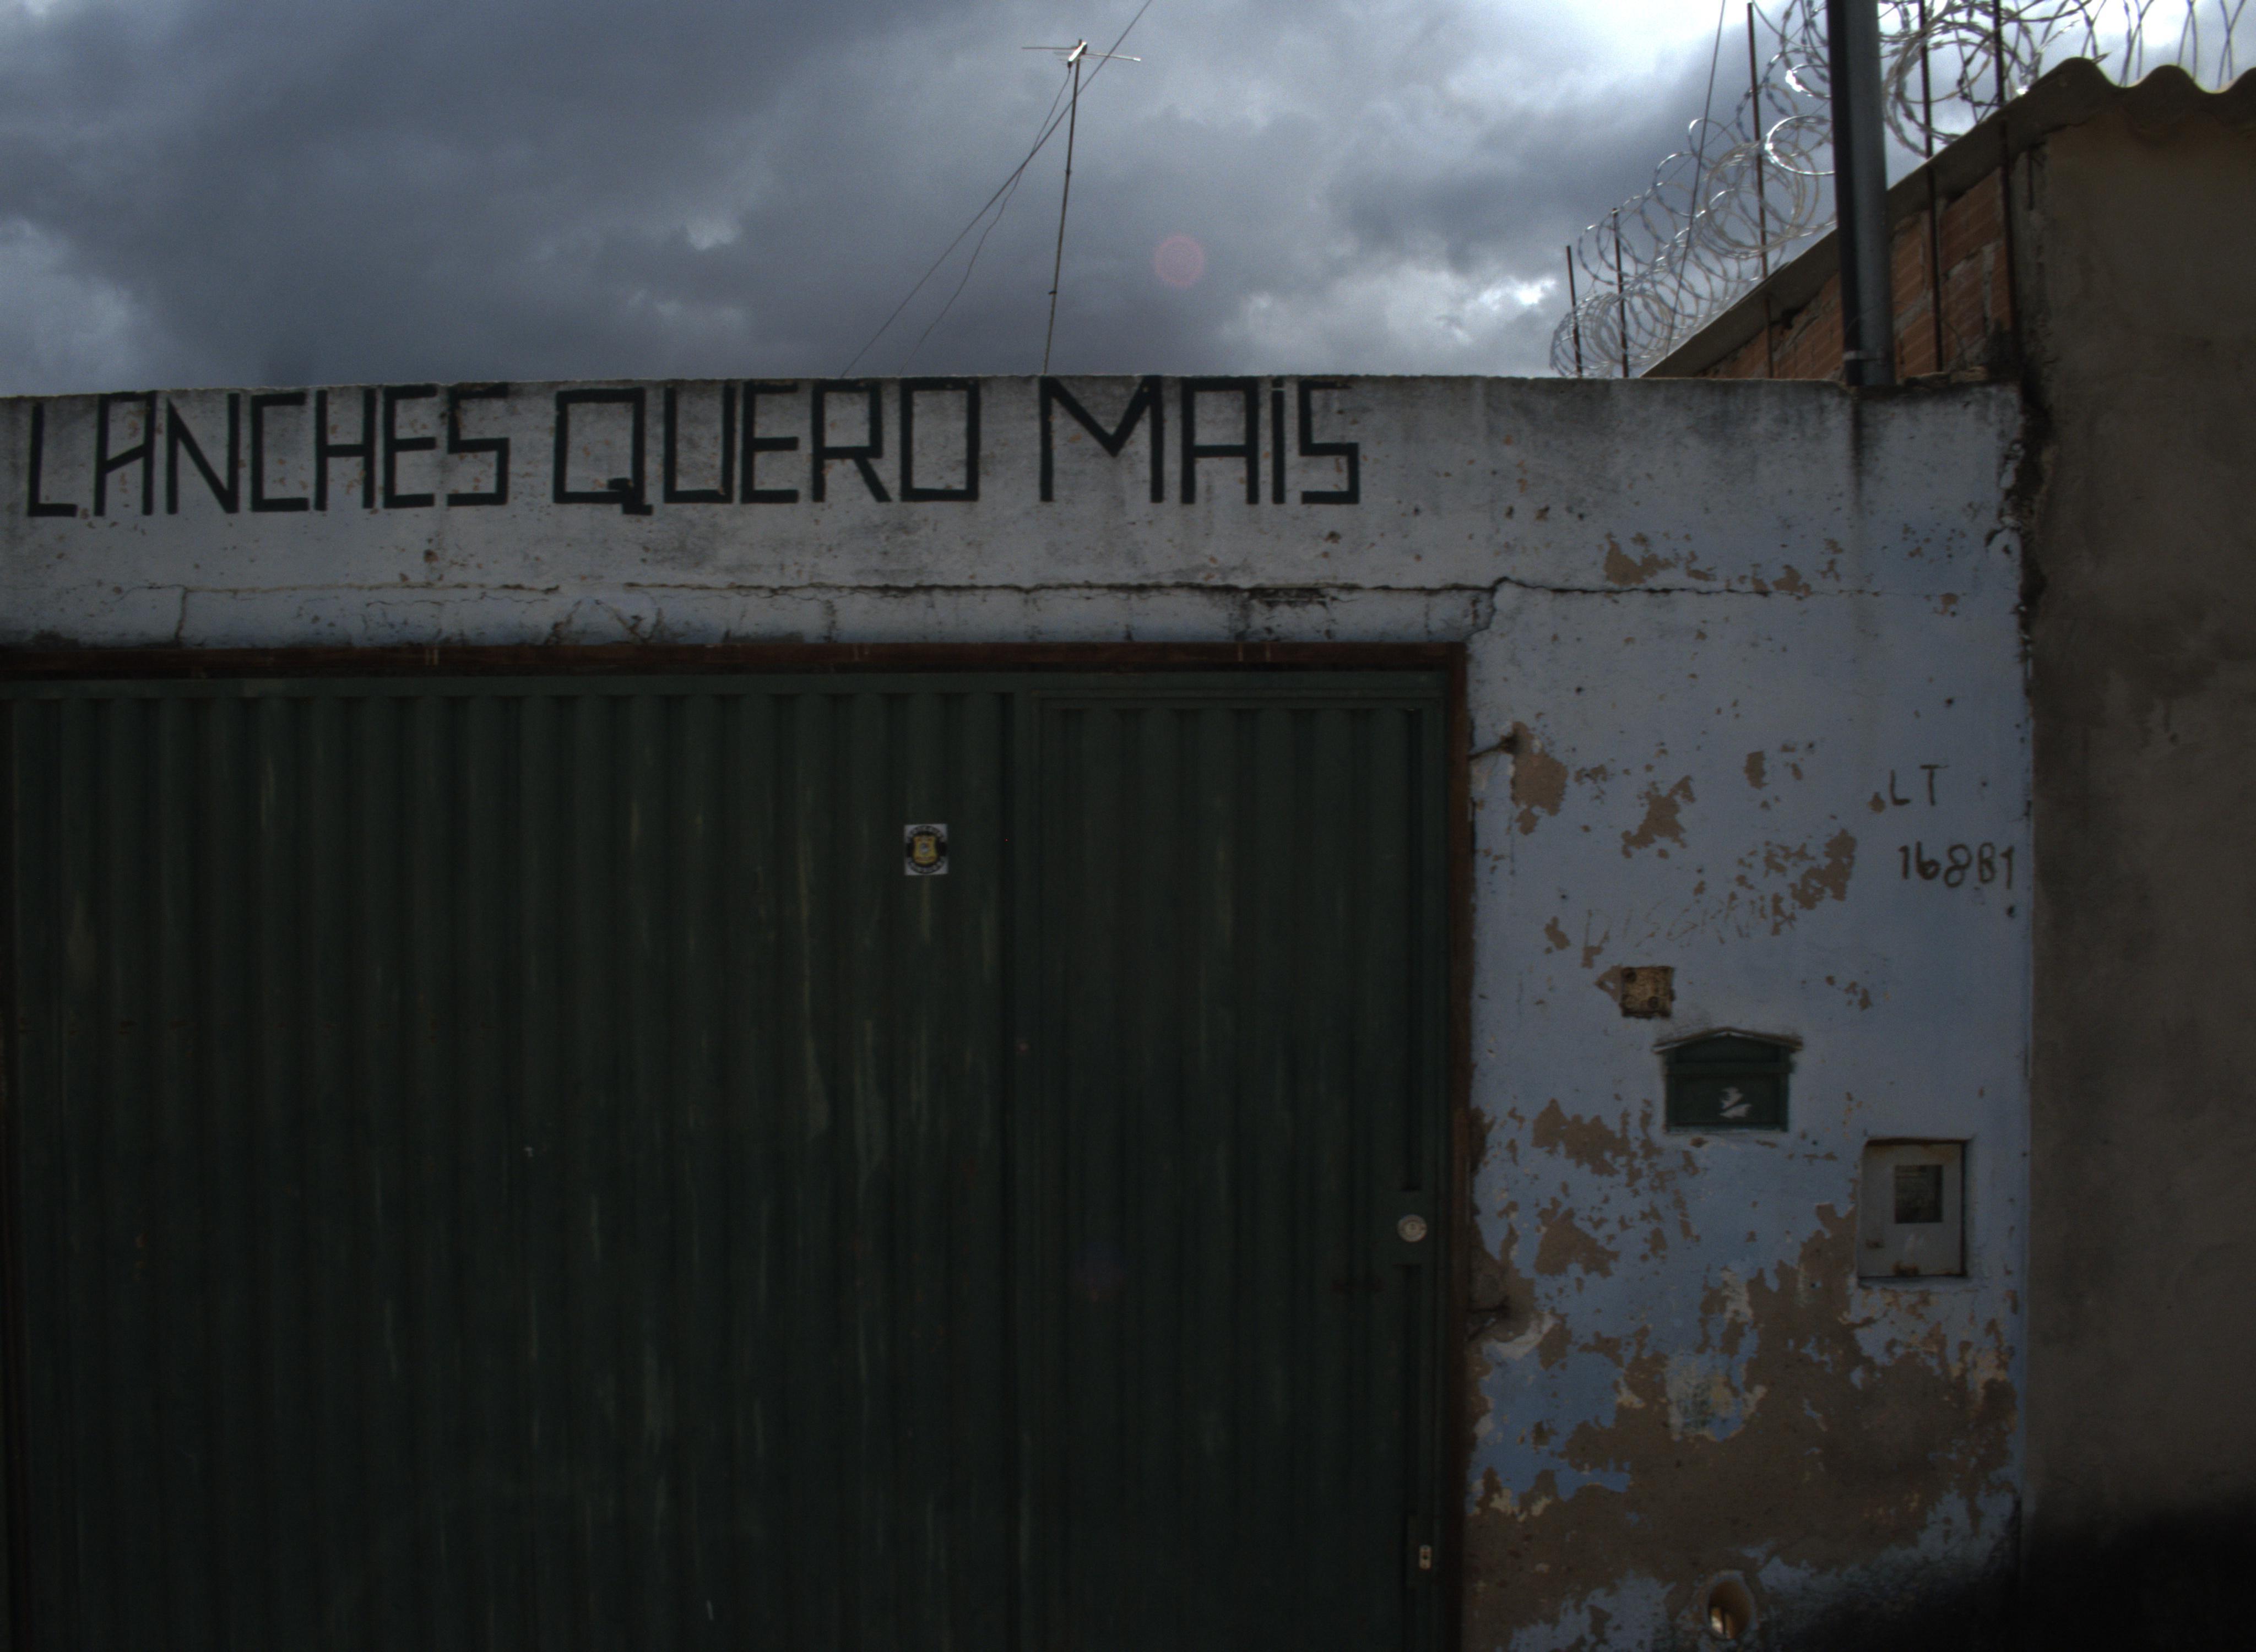 LANCHES QUERO MAIS
LT
16881